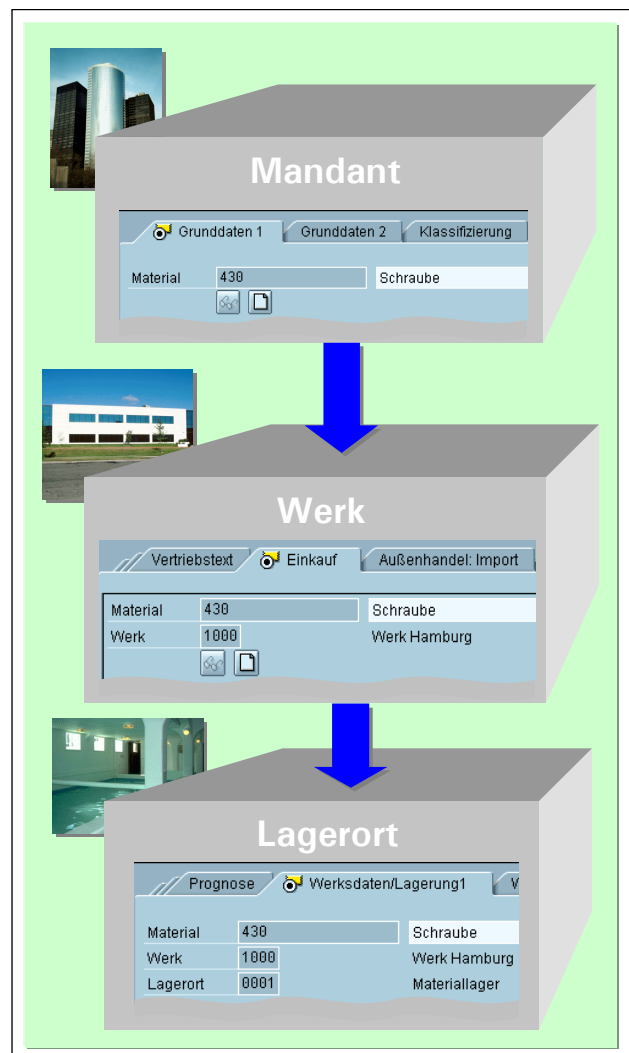 Mandant
Grunddaten 1 Grunddaten 2 Klassifizierung
Material 430 Schraube
Werk
Vertriebstext Einkauf Außenhandel: Import
Material 430 Schraube
Werk 1000 Werk Hamburg
Lagerort
Prognose Werksdaten/Lagerung1 W
Material 430 Schraube
Werk 1000 Werk Hamburg
Lagerort 0001 Materiallager